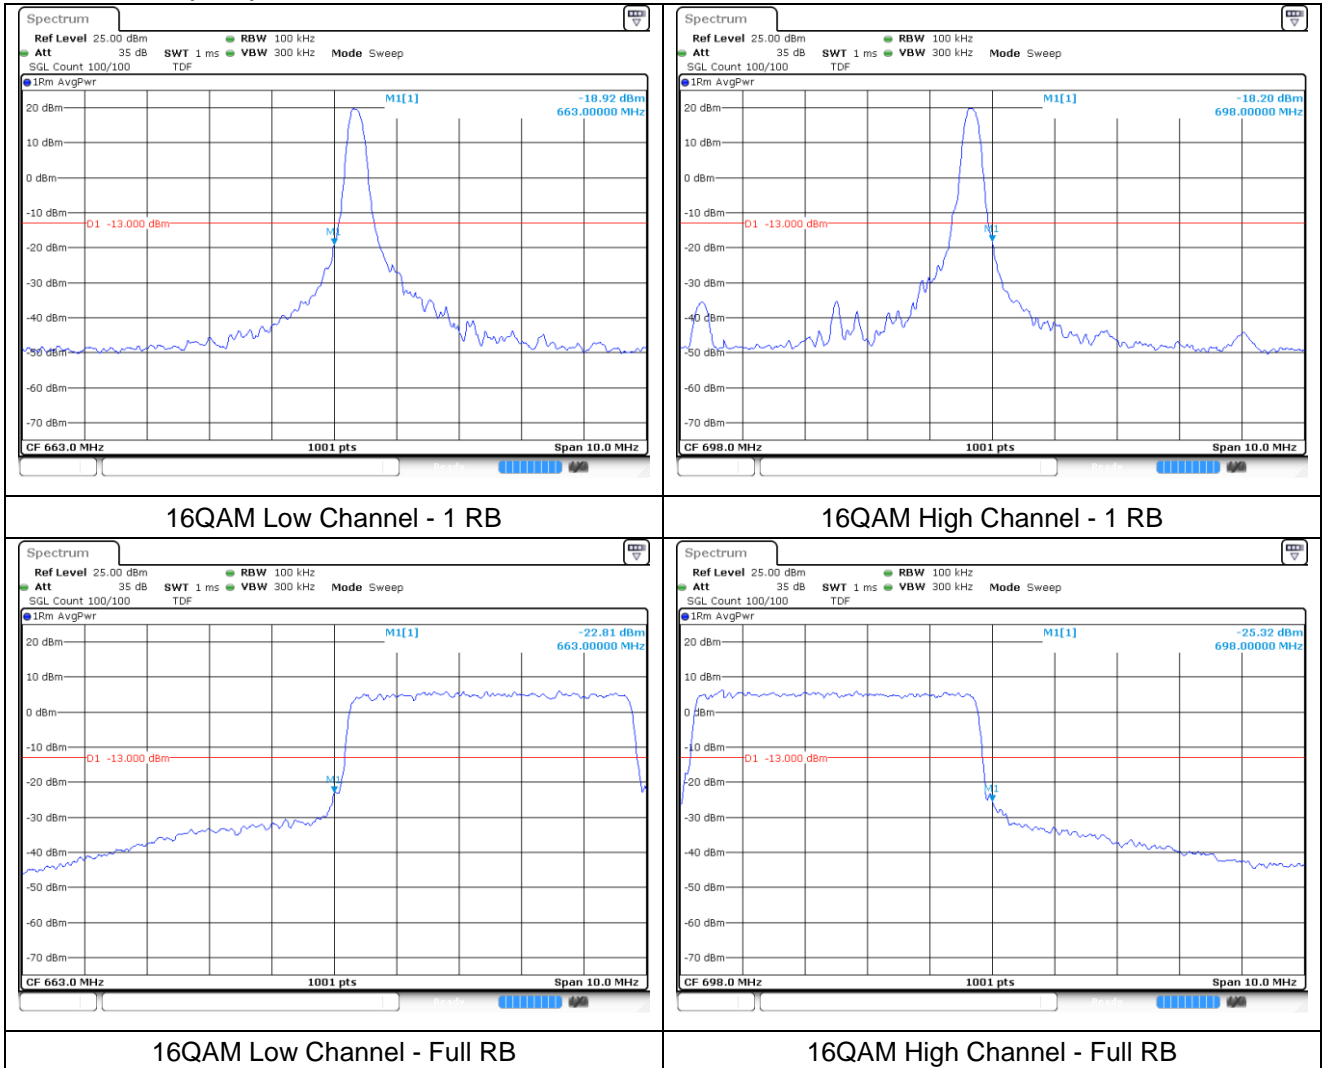 Spectrum
Ref Level 25.00 dBm RBW 100 kHz
Att 35 dB SWT 1 ms VBW 300 kHz Mode Sweep
SGL Count 100/100 TDF
1Rm AvgPwr
M1[1] -18.92 dBm
663.00000 MHz
20 dBm
10 dBm
0 dBm
-10 dBm
D1 -13.000 dBm
M1
-20 dBm
-30 dBm
-40 dBm
-50 dBm
-60 dBm
-70 dBm
CF 663.0 MHz 1001 pts Span 10.0 MHz
16QAM Low Channel - 1 RB
Spectrum
Ref Level 25.00 dBm RBW 100 kHz
Att 35 dB SWT 1 ms VBW 300 kHz Mode Sweep
SGL Count 100/100 TDF
1Rm AvgPwr
M1[1] -18.20 dBm
698.00000 MHz
20 dBm
10 dBm
0 dBm
-10 dBm
D1 -13.000 dBm
M1
-20 dBm
-30 dBm
-40 dBm
-50 dBm
-60 dBm
-70 dBm
CF 698.0 MHz 1001 pts Span 10.0 MHz
16QAM High Channel - 1 RB
Spectrum
Ref Level 25.00 dBm RBW 100 kHz
Att 35 dB SWT 1 ms VBW 300 kHz Mode Sweep
SGL Count 100/100 TDF
1Rm AvgPwr
M1[1] -22.81 dBm
663.00000 MHz
20 dBm
10 dBm
0 dBm
-10 dBm
D1 -13.000 dBm
M1
-20 dBm
-30 dBm
-40 dBm
-50 dBm
-60 dBm
-70 dBm
CF 663.0 MHz 1001 pts Span 10.0 MHz
16QAM Low Channel - Full RB
Spectrum
Ref Level 25.00 dBm RBW 100 kHz
Att 35 dB SWT 1 ms VBW 300 kHz Mode Sweep
SGL Count 100/100 TDF
1Rm AvgPwr
M1[1] -25.32 dBm
698.00000 MHz
20 dBm
10 dBm
0 dBm
-10 dBm
D1 -13.000 dBm
M1
-20 dBm
-30 dBm
-40 dBm
-50 dBm
-60 dBm
-70 dBm
CF 698.0 MHz 1001 pts Span 10.0 MHz
16QAM High Channel - Full RB